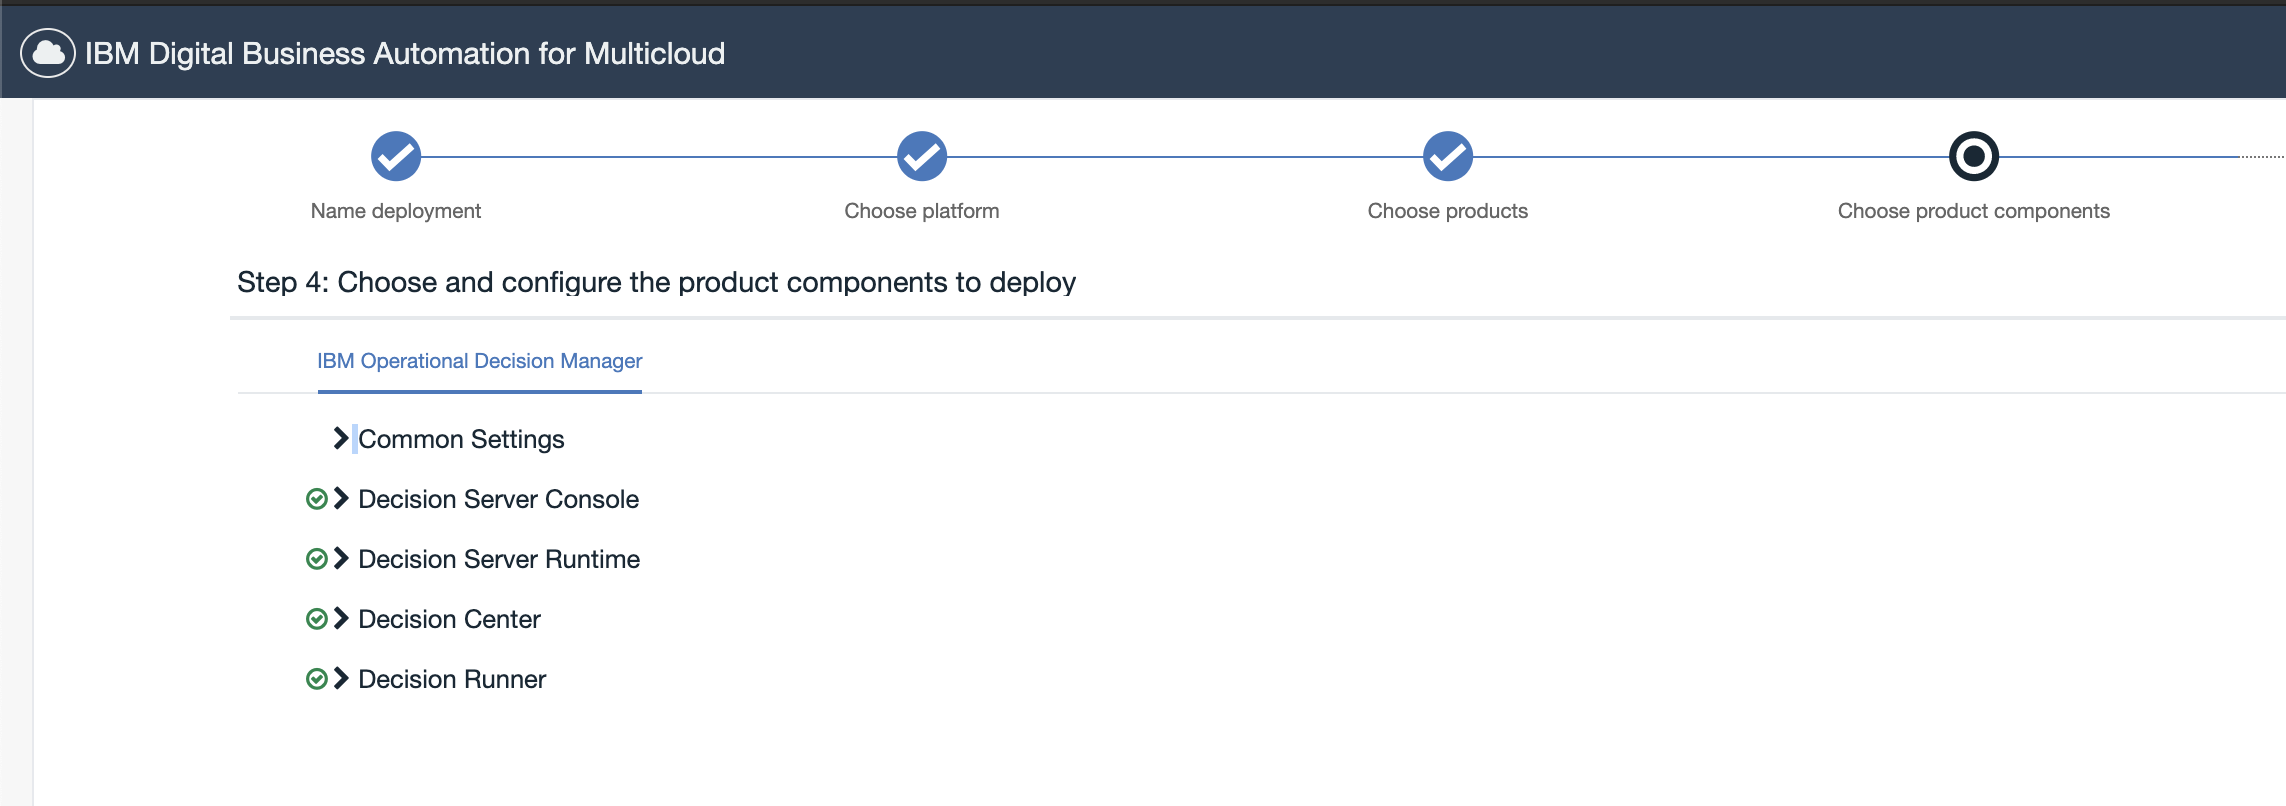 IBM Digital Business Automation for Multicloud
Name deployment
Choose platform
Choose products
Choose product components
Step 4: Choose and configure the product components to deploy
IBM Operational Decision Manager
Common Settings
Decision Server Console
Decision Server Runtime
Decision Center
Decision Runner